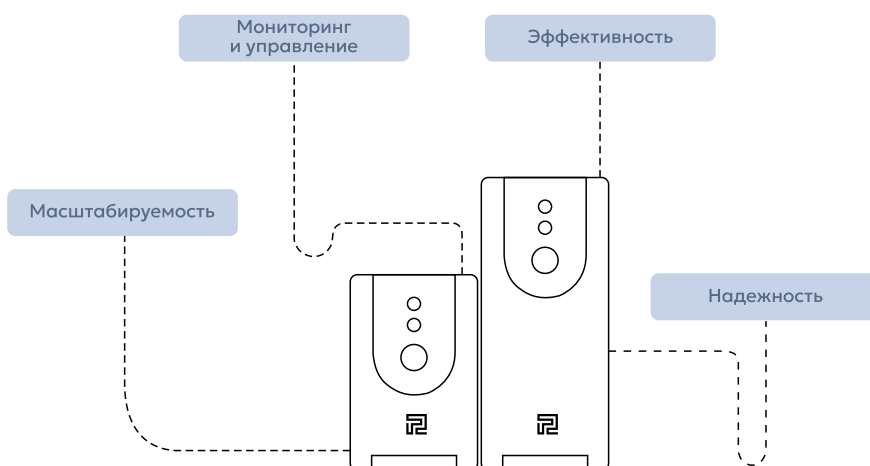 Мониторинг
и управление
Эффективность
Масштабируемость
Надежность